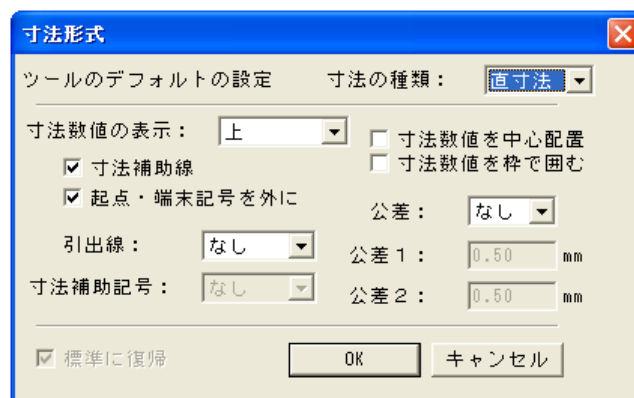 寸法形式
ツールのデフォルトの設定 寸法の種類： 直寸法
寸法数値の表示： 上 寸法数値を中心配置
寸法補助線 寸法数値を枠で囲む
起点・端末記号を外に
公差： なし
引出線： なし 公差１： 0.50 mm
寸法補助記号： なし 公差２： 0.50 mm
標準に復帰 OK キャンセル